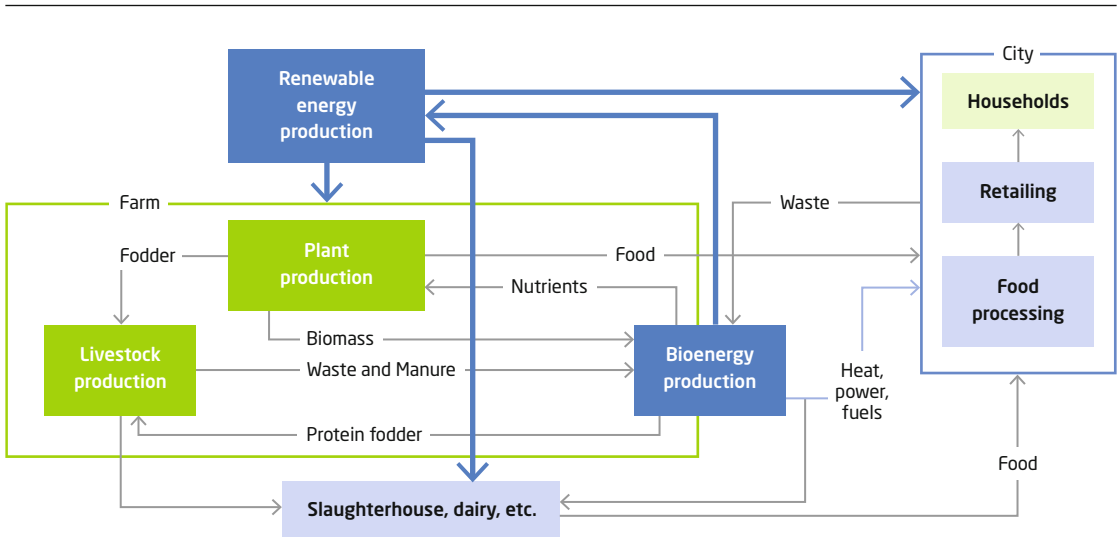 City
Renewable
energy
production
Households
Farm
Waste
Retailing
Plant
production
Fodder
Food
Nutrients
Food
processing
Biomass
Livestock
production
Waste and Manure
Bioenergy
production
Heat,
power,
fuels
Protein fodder
Food
Slaughterhouse, dairy, etc.